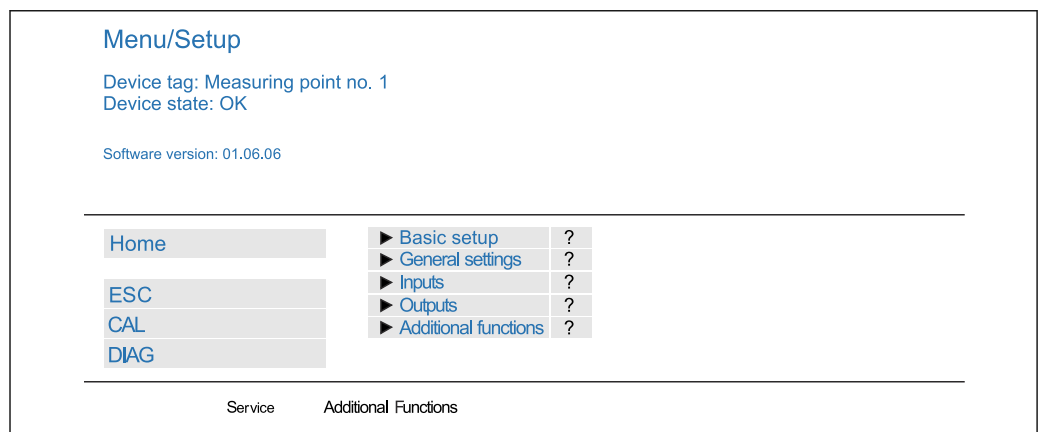 Menu/Setup
Device tag: Measuring point no. 1
Device state: OK
Software version: 01.06.06
Home
ESC
CAL
DIAG
► Basic setup ?
► General settings ?
► Inputs ?
► Outputs ?
► Additional functions ?
Service Additional Functions